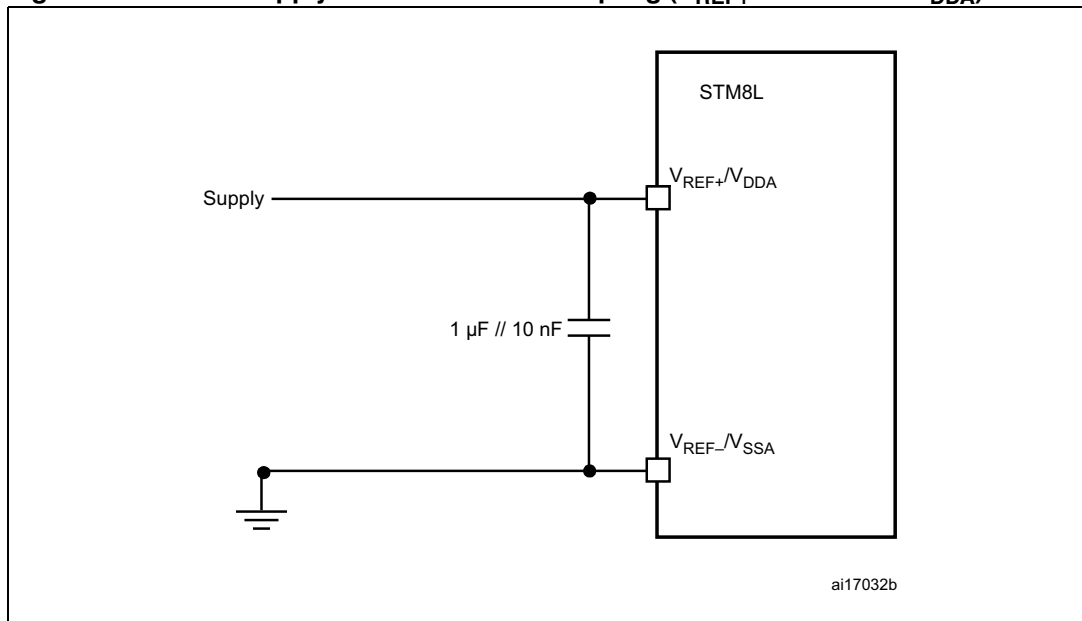 STM8L
V_REF+/V_DDA
Supply
1 µF // 10 nF
V_REF–/V_SSA
ai17032b